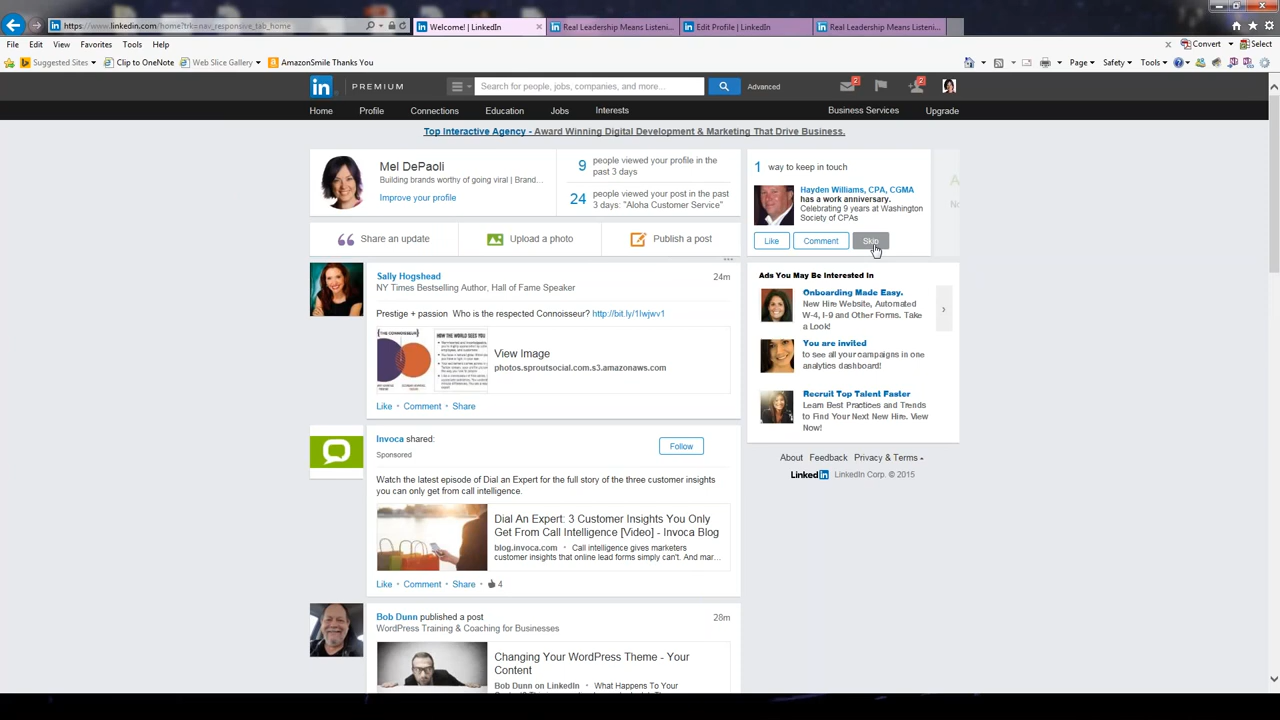 https://www.linkedin.com/home?trk=nav_responsive_tab_home
Welcome! | LinkedIn
Real Leadership Means Listeni...
Edit Profile | LinkedIn
Real Leadership Means Listeni...
File Edit View Favorites Tools Help
Convert Select
Suggested Sites Clip to OneNote Web Slice Gallery AmazonSmile Thank You
Page Safety Tools
in PREMIUM
Search for people, jobs, companies, and more...
Advanced
2
2
Home Profile Connections Education Jobs Interests
Business Services Upgrade
Top Interactive Agency - Award Winning Digital Development & Marketing That Drive Business.
Mel DePaoli
Building brands worthy of going viral | Brand...
Improve your profile
9 people viewed your profile in the
past 3 days
24 people viewed your post in the past
3 days: "Aloha Customer Service"
1 way to keep in touch
Hayden Williams, CPA, CGMA
has a work anniversary.
Celebrating 9 years at Washington
Society of CPAs
Like Comment Skip
Share an update
Upload a photo
Publish a post
Sally Hogshead
24m
NY Times Bestselling Author, Hall of Fame Speaker
Prestige + passion Who is the respected Connoisseur? http://bit.ly/1Iwjwv1
View Image
photos.sproutsocial.com.s3.amazonaws.com
Like • Comment • Share
Invoca shared:
Sponsored
Follow
Watch the latest episode of Dial an Expert for the full story of the three customer insights
you can only get from call intelligence.
Dial An Expert: 3 Customer Insights You Only
Get From Call Intelligence [Video] - Invoca Blog
blog.invoca.com • Call intelligence gives marketers
customer insights that online lead forms simply can't. And mar...
Like • Comment • Share • 4
Bob Dunn published a post
28m
WordPress Training & Coaching for Businesses
Changing Your WordPress Theme - Your
Content
Bob Dunn on LinkedIn • What Happens To Your
Ads You May Be Interested In
Onboarding Made Easy.
New Hire Website, Automated
W-4, I-9 and Other Forms. Take
a Look!
You are invited
to see all your campaigns in one
analytics dashboard!
Recruit Top Talent Faster
Learn Best Practices and Trends
to Find Your Next New Hire. View
Now!
About Feedback Privacy & Terms
LinkedIn LinkedIn Corp. © 2015